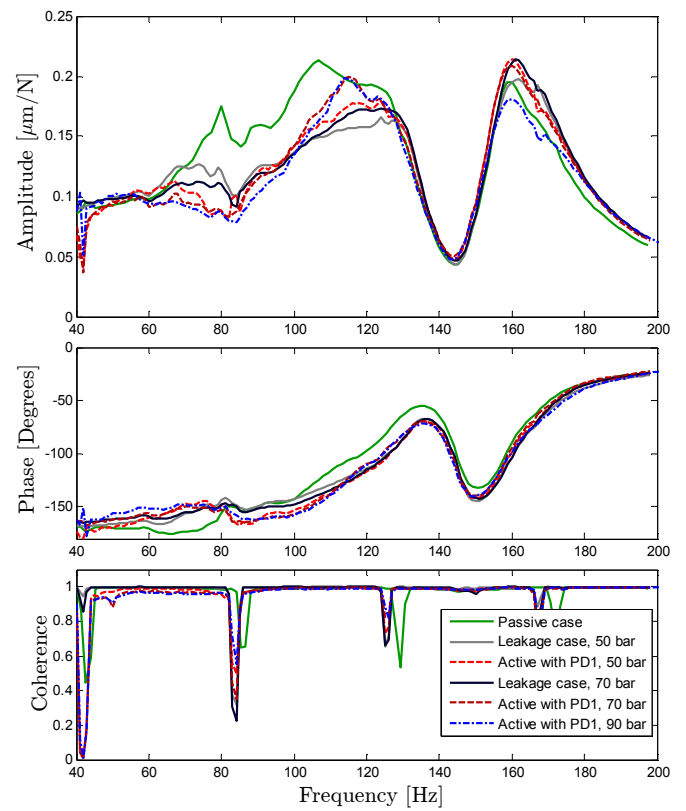 0.25
0.2
0.15
0.1
0.05
0
Amplitude [μm/N]
40 60 80 100 120 140 160 180 200
0
-50
-100
-150
Phase [Degrees]
40 60 80 100 120 140 160 180 200
1
0.8
0.6
0.4
0.2
0
Coherence
Passive case
Leakage case, 50 bar
Active with PD1, 50 bar
Leakage case, 70 bar
Active with PD1, 70 bar
Active with PD1, 90 bar
40 60 80 100 120 140 160 180 200
Frequency [Hz]